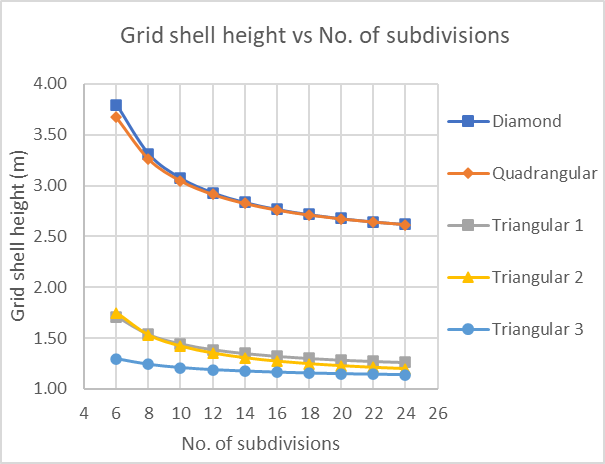 Grid shell height vs No. of subdivisions
Grid shell height (m)
4.00
3.50
3.00
2.50
2.00
1.50
1.00
4 6 8 10 12 14 16 18 20 22 24 26
No. of subdivisions
Diamond
Quadrangular
Triangular 1
Triangular 2
Triangular 3